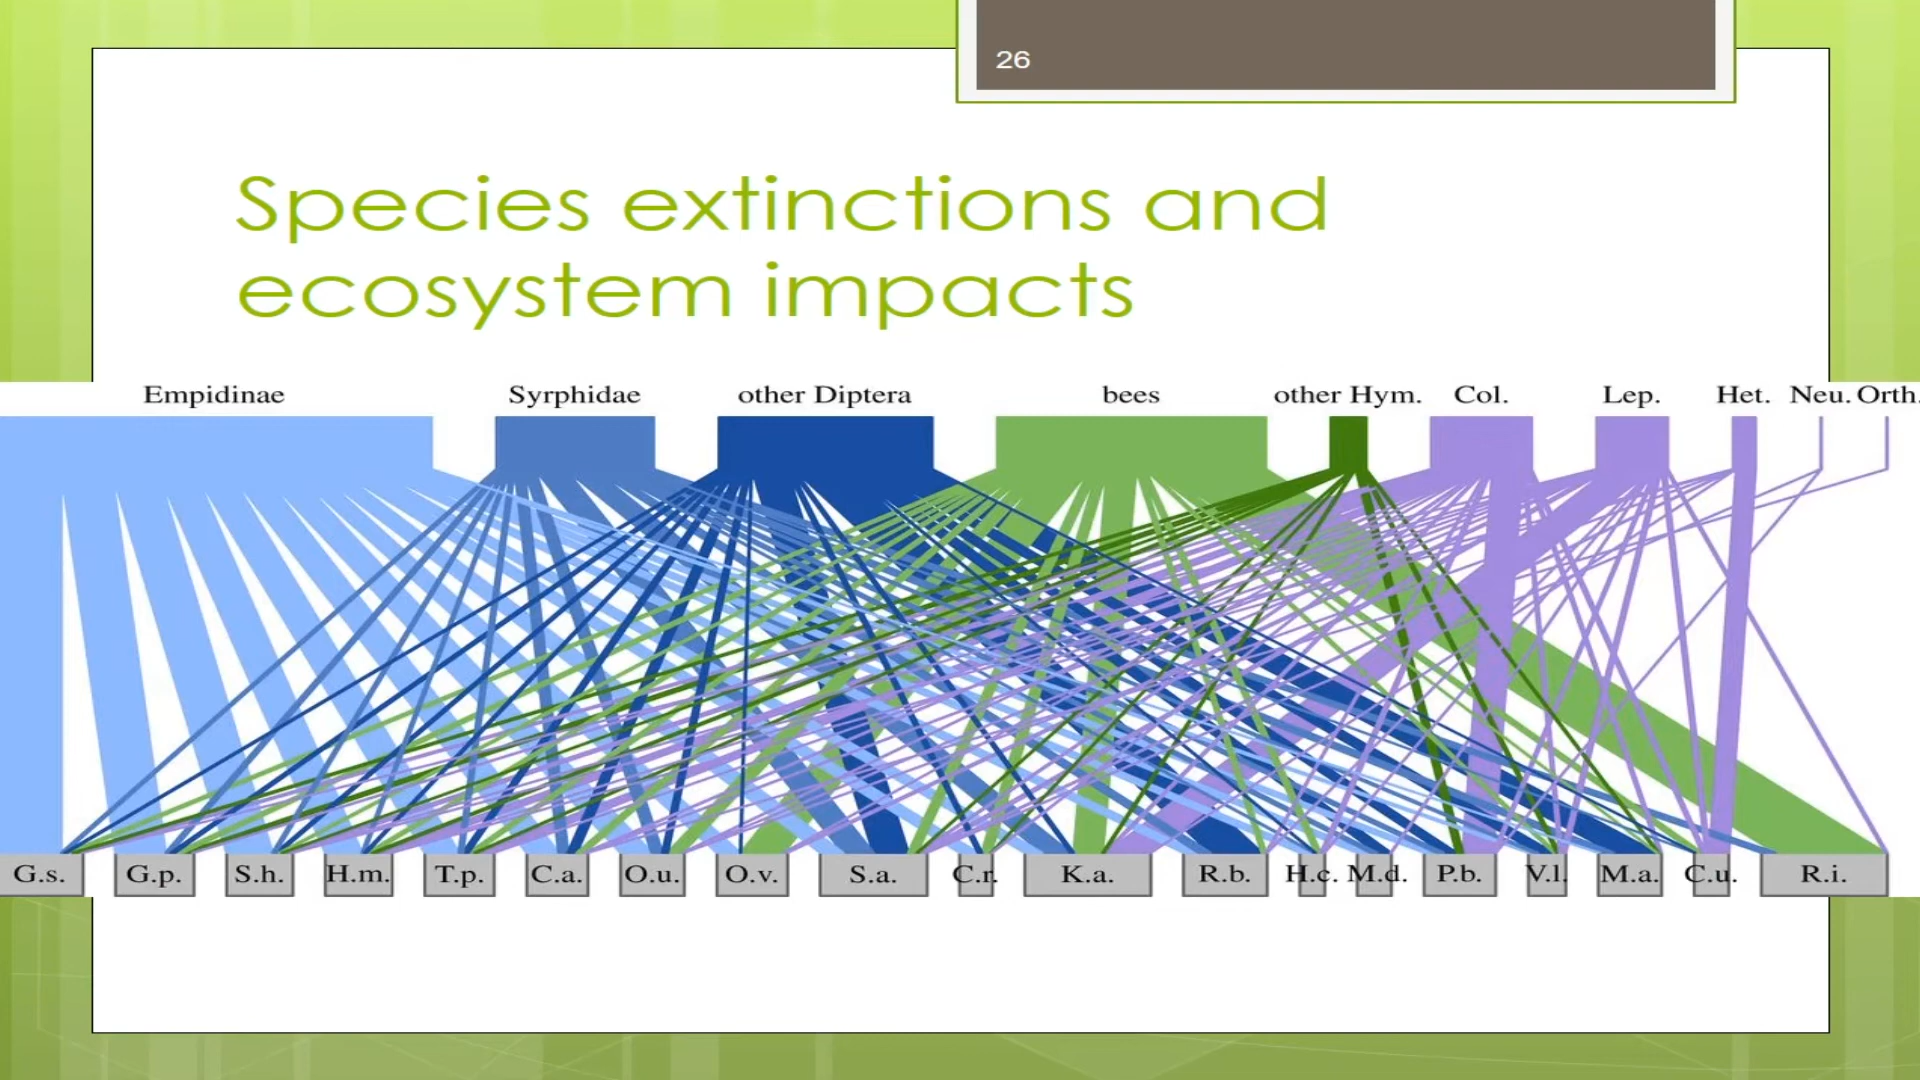 26
Species extinctions and
ecosystem impacts
Empidinae Syrphidae other Diptera bees other Hym. Col. Lep. Het. Neu. Orth.
G.s. G.p. S.h. H.m. T.p. C.a. O.u. O.v. S.a. C.r. K.a. R.b. H.c. M.d. P.b. V.l. M.a. C.u. R.i.